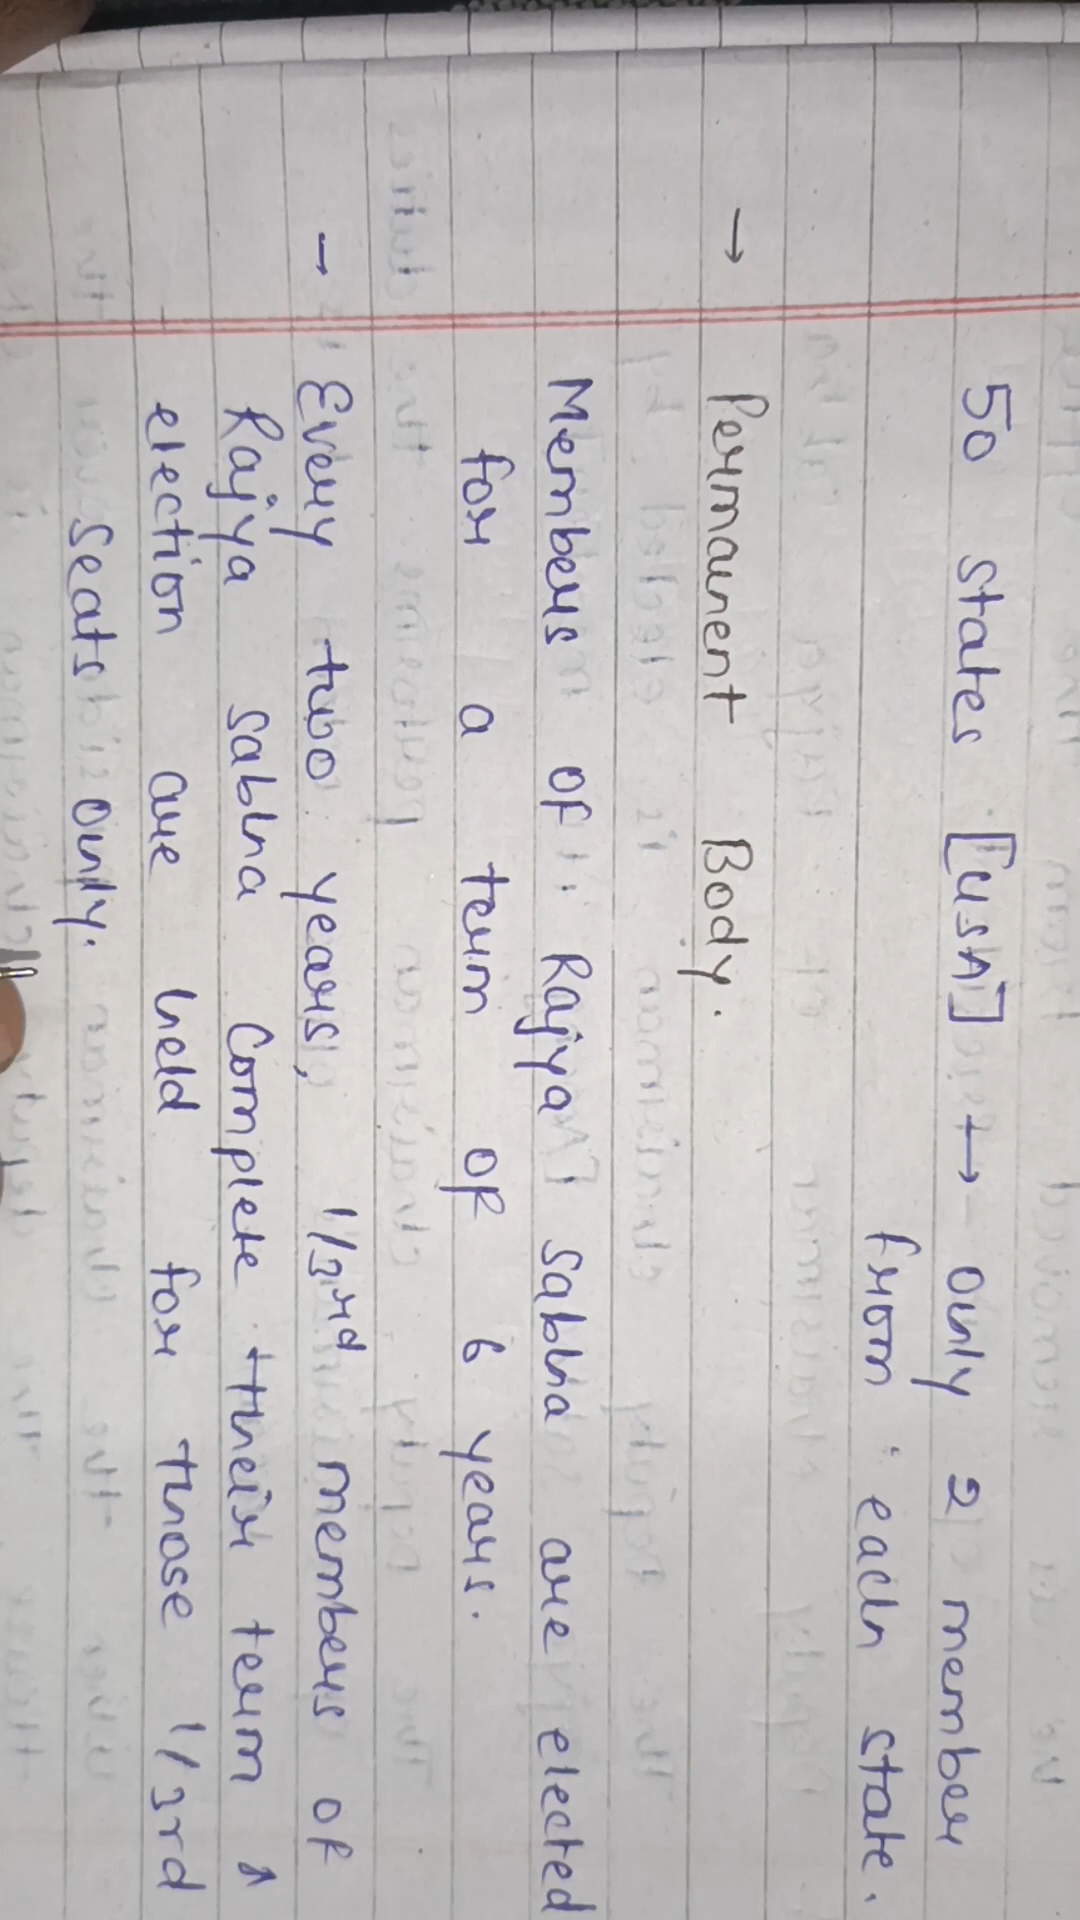 50 states [USA] → only 2 member
from each state.
→ Permanent Body.
Members of Rajya Sabha are elected
for a term of 6 years.
→ Every two years, 1/3rd members of
Rajya Sabha complete their term &
election are held for those 1/3rd
seats only.